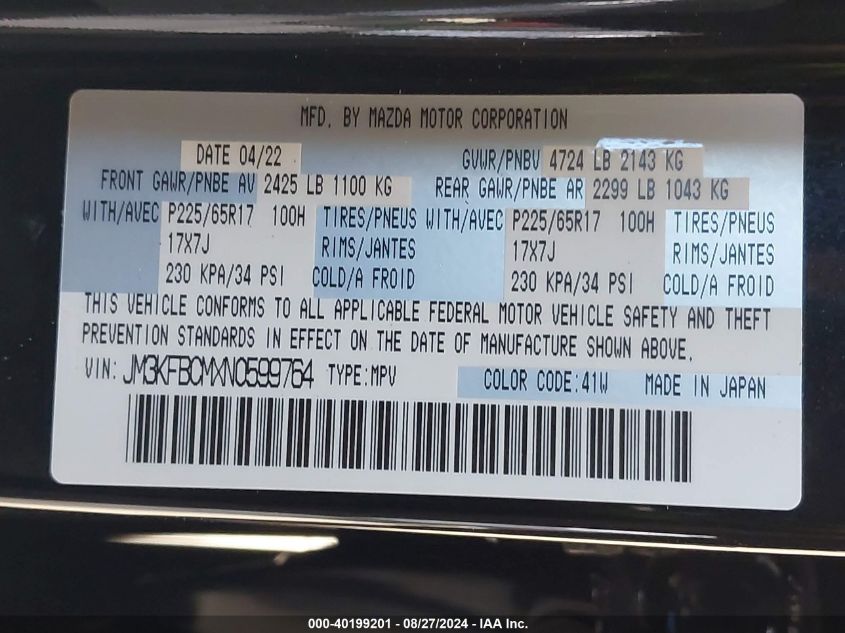 MFD. BY MAZDA MOTOR CORPORATION
DATE 04/22 GVWR/PNBV 4724 LB 2143 KG
FRONT GAWR/PNBE AV 2425 LB 1100 KG REAR GAWR/PNBE AR 2299 LB 1043 KG
WITH/AVEC P225/65R17 100H TIRES/PNEUS WITH/AVEC P225/65R17 100H TIRES/PNEUS
17X7J RIMS/JANTES 17X7J RIMS/JANTES
230 KPA/34 PSI COLD/A FROID 230 KPA/34 PSI COLD/A FROID
THIS VEHICLE CONFORMS TO ALL APPLICABLE FEDERAL MOTOR VEHICLE SAFETY AND THEFT
PREVENTION STANDARDS IN EFFECT ON THE DATE OF MANUFACTURE SHOWN ABOVE.
VIN: JM3KFBCMXN0599764 TYPE:MPV COLOR CODE:41W MADE IN JAPAN
000-40199201 - 08/27/2024 - IAA Inc.